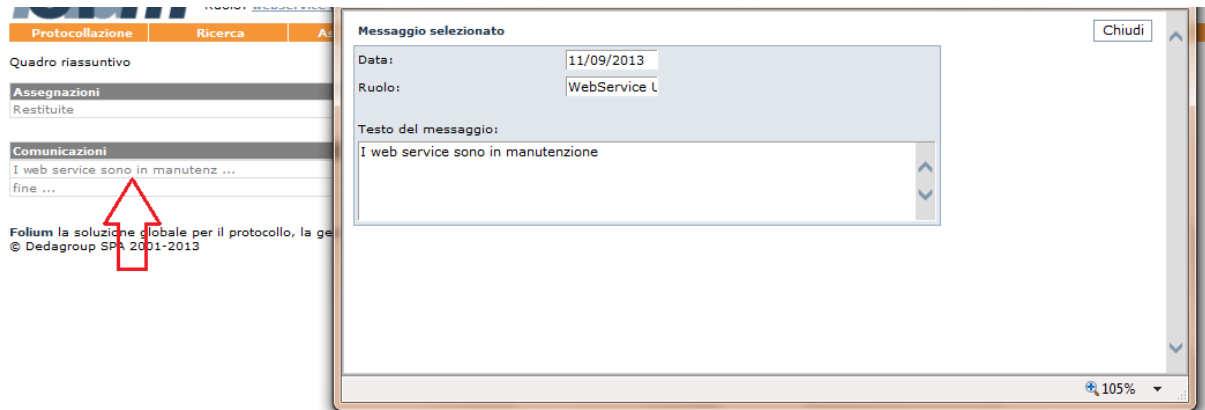 Ruolo: webservice
Protocollazione Ricerca
Quadro riassuntivo
Assegnazioni
Restituite
Comunicazioni
I web service sono in manutenz ...
fine ...
Folium la soluzione globale per il protocollo, la ge
© Dedagroup SPA 2001-2013
Messaggio selezionato
Chiudi
Data: 11/09/2013
Ruolo: WebService U
Testo del messaggio:
I web service sono in manutenzione
105%